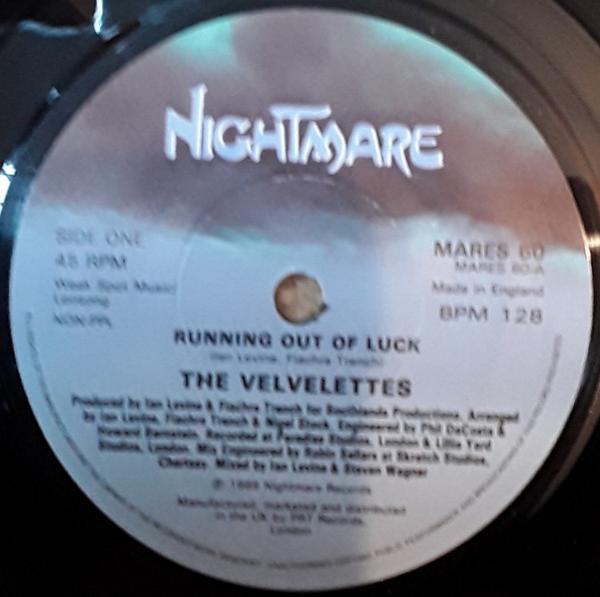 NIGHTMARE
SIDE ONE
45 RPM
Week Spot Music/
NON-PPL
MARES 60
MARES 60-A
Made in England
BPM 128
RUNNING OUT OF LUCK
(Ian Levine, Fiachra Trench)
THE VELVELETTES
Produced by Ian Levine & Fiachra Trench for Southlands Productions. Arranged
by Ian Levine, Fiachra Trench & Nigel Stock. Engineered by Phil DaCosta &
Howard Bernstein. Recorded at Paradise Studios, London & Lillie Yard
Studios, London. Mix Engineered by Robin Sellars at Skratch Studios,
Chertsey. Mixed by Ian Levine & Steven Wagner
Ⓟ Nightmare Records
Manufactured, marketed and distributed
in the UK by PRT Records,
London